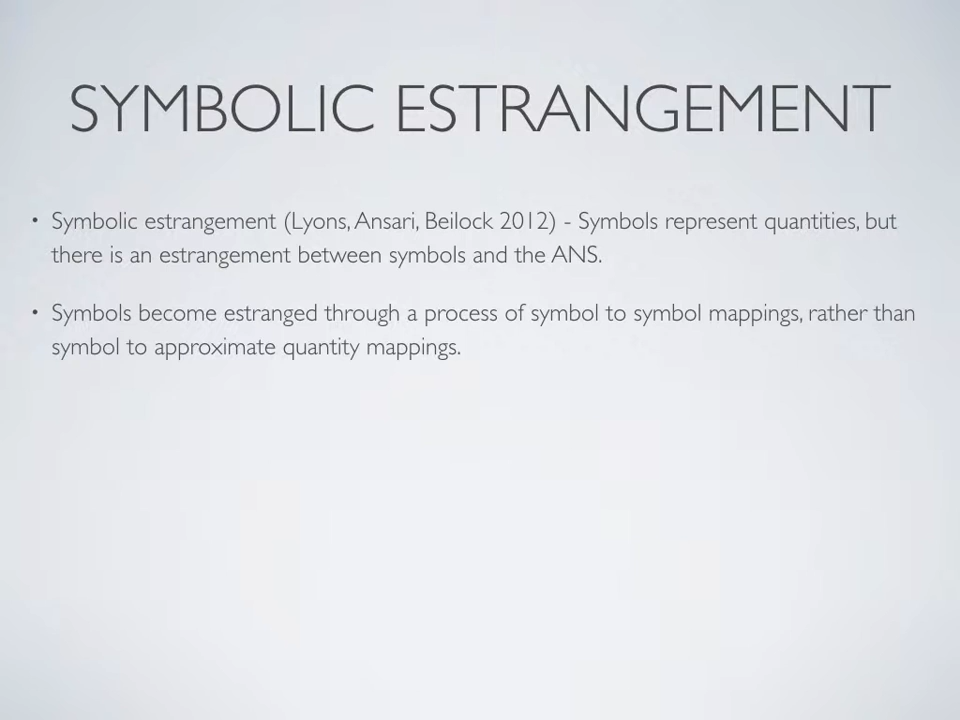 SYMBOLIC ESTRANGEMENT
• Symbolic estrangement (Lyons, Ansari, Beilock 2012) - Symbols represent quantities, but
there is an estrangement between symbols and the ANS.
• Symbols become estranged through a process of symbol to symbol mappings, rather than
symbol to approximate quantity mappings.